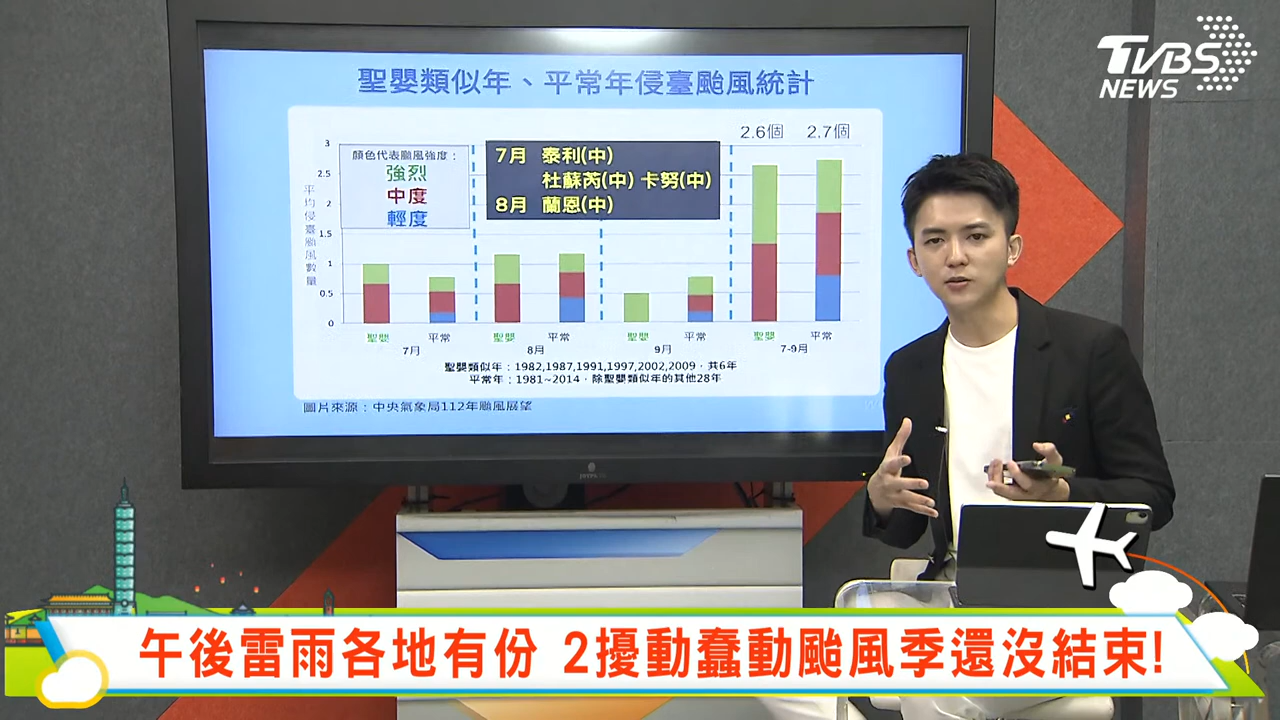 TVBS NEWS
聖嬰類似年、平常年侵臺颱風統計
2.6個 2.7個
平均侵臺颱風數量
3
2.5
2
1.5
1
0.5
0
顏色代表颱風強度：
強烈
中度
輕度
7月 泰利(中)
杜蘇芮(中) 卡努(中)
8月 蘭恩(中)
聖嬰 平常 聖嬰 平常 聖嬰 平常 聖嬰 平常
7月 8月 9月 7-9月
聖嬰類似年：1982,1987,1991,1997,2002,2009，共6年
平常年：1981~2014，除聖嬰類似年的其他28年
圖片來源：中央氣象局112年颱風展望
午後雷雨各地有份 2擾動蠢動颱風季還沒結束!